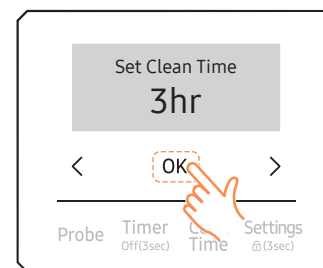 Set Clean Time
3hr
< OK >
Probe Timer Settings
Off(3sec) Time (3sec)